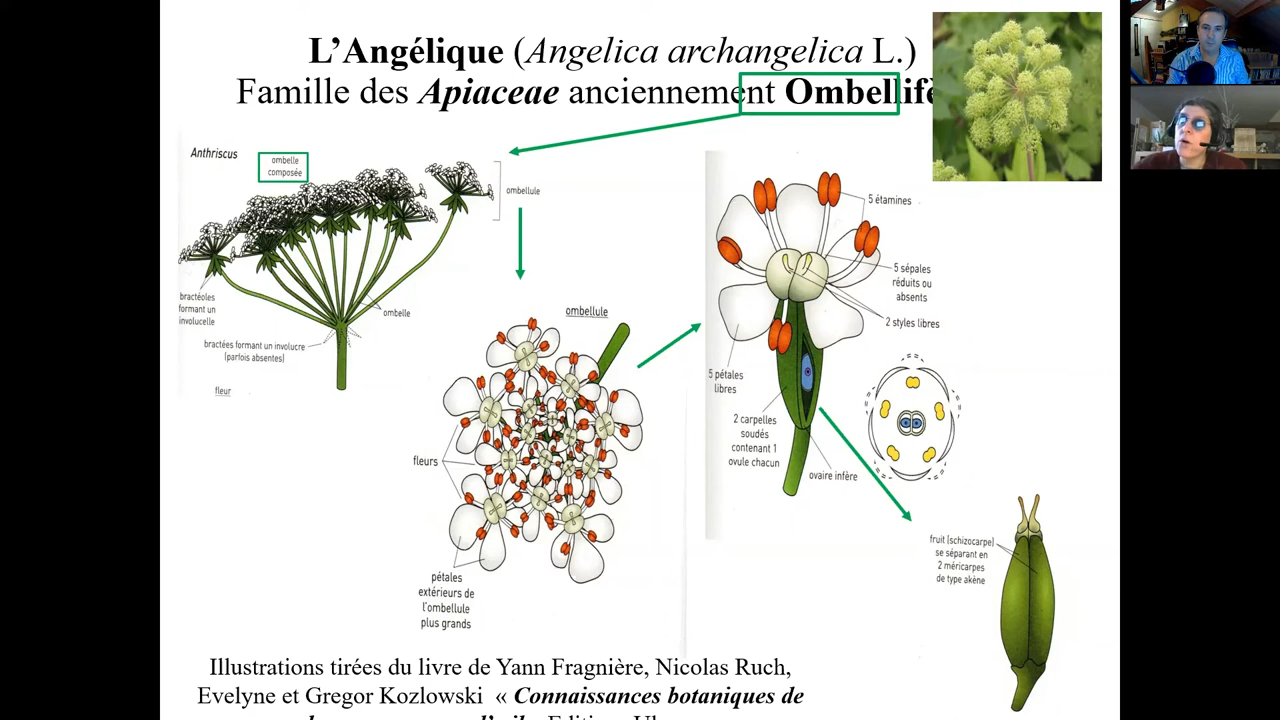 L’Angélique (Angelica archangelica L.)
Famille des Apiaceae anciennement
Anthriscus
ombelle
composée
ombellule
bractéoles
formant un
involucelle
ombelle
bractées formant un involucre
(parfois absentes)
fleur
ombellule
fleurs
pétales
extérieurs de
l'ombellule
plus grands
5 étamines
5 sépales
réduits ou
absents
2 styles libres
5 pétales
libres
2 carpelles
soudés
contenant 1
ovule chacun
ovaire infère
fruit (schizocarpe)
se séparant en
2 méricarpes
de type akène
Illustrations tirées du livre de Yann Fragnière, Nicolas Ruch,
Evelyne et Gregor Kozlowski « Connaissances botaniques de